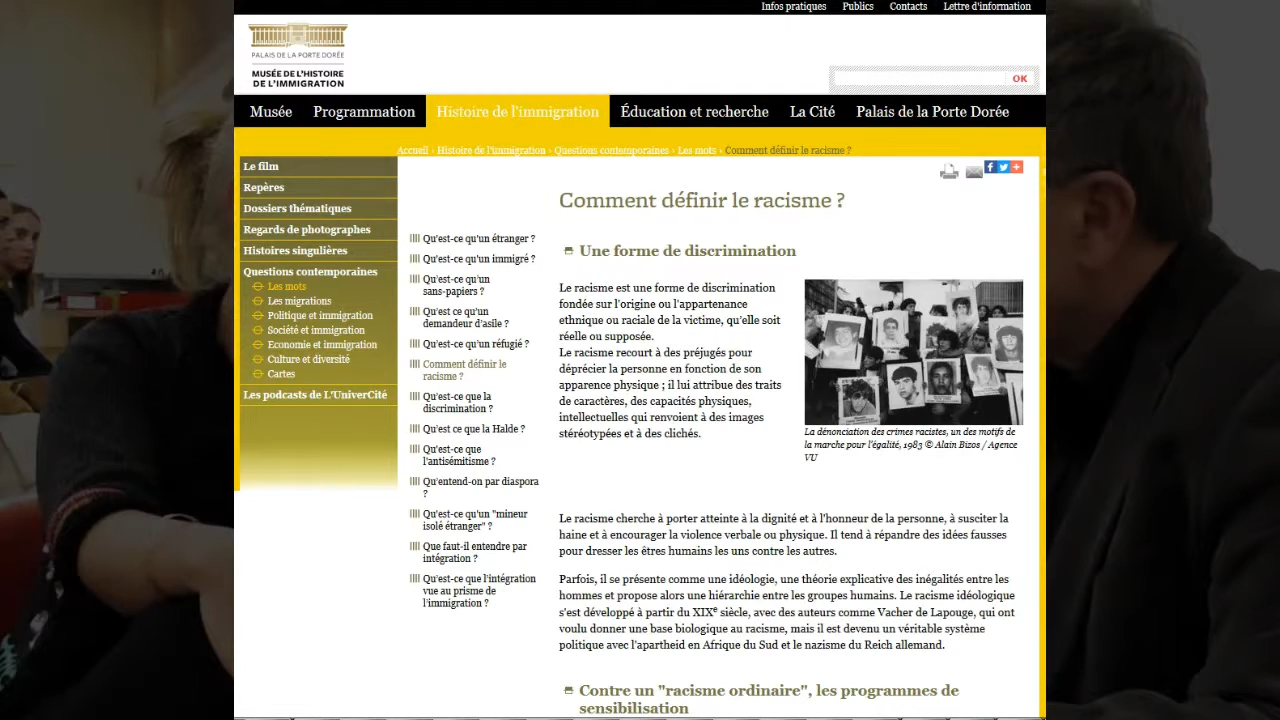 Infos pratiques Publics Contacts Lettre d'information
PALAIS DE LA PORTE DORÉE
MUSÉE DE L'HISTOIRE
DE L'IMMIGRATION
OK
Musée Programmation Histoire de l'immigration Éducation et recherche La Cité Palais de la Porte Dorée
Accueil › Histoire de l'immigration › Questions contemporaines › Les mots › Comment définir le racisme ?
Le film
Repères
Dossiers thématiques
Regards de photographes
Histoires singulières
Questions contemporaines
Les mots
Les migrations
Politique et immigration
Société et immigration
Economie et immigration
Culture et diversité
Cartes
Les podcasts de L'UniverCité
Qu'est-ce qu'un étranger ?
Qu'est-ce qu'un immigré ?
Qu'est-ce qu'un
sans-papiers ?
Qu'est ce qu'un
demandeur d'asile ?
Qu'est-ce qu'un réfugié ?
Comment définir le
racisme ?
Qu'est-ce que la
discrimination ?
Qu'est ce que la Halde ?
Qu'est-ce que
l'antisémitisme ?
Qu'entend-on par diaspora
?
Qu'est-ce qu'un "mineur
isolé étranger" ?
Que faut-il entendre par
intégration ?
Qu'est-ce que l'intégration
vue au prisme de
l'immigration ?
Comment définir le racisme ?
Une forme de discrimination
Le racisme est une forme de discrimination
fondée sur l'origine ou l'appartenance
ethnique ou raciale de la victime, qu'elle soit
réelle ou supposée.
Le racisme recourt à des préjugés pour
déprécier la personne en fonction de son
apparence physique ; il lui attribue des traits
de caractères, des capacités physiques,
intellectuelles qui renvoient à des images
stéréotypées et à des clichés.
La dénonciation des crimes racistes, un des motifs de
la marche pour l'égalité, 1983 © Alain Bizos / Agence
VU
Le racisme cherche à porter atteinte à la dignité et à l'honneur de la personne, à susciter la
haine et à encourager la violence verbale ou physique. Il tend à répandre des idées fausses
pour dresser les êtres humains les uns contre les autres.
Parfois, il se présente comme une idéologie, une théorie explicative des inégalités entre les
hommes et propose alors une hiérarchie entre les groupes humains. Le racisme idéologique
s'est développé à partir du XIXe siècle, avec des auteurs comme Vacher de Lapouge, qui ont
voulu donner une base biologique au racisme, mais il est devenu un véritable système
politique avec l'apartheid en Afrique du Sud et le nazisme du Reich allemand.
Contre un "racisme ordinaire", les programmes de
sensibilisation